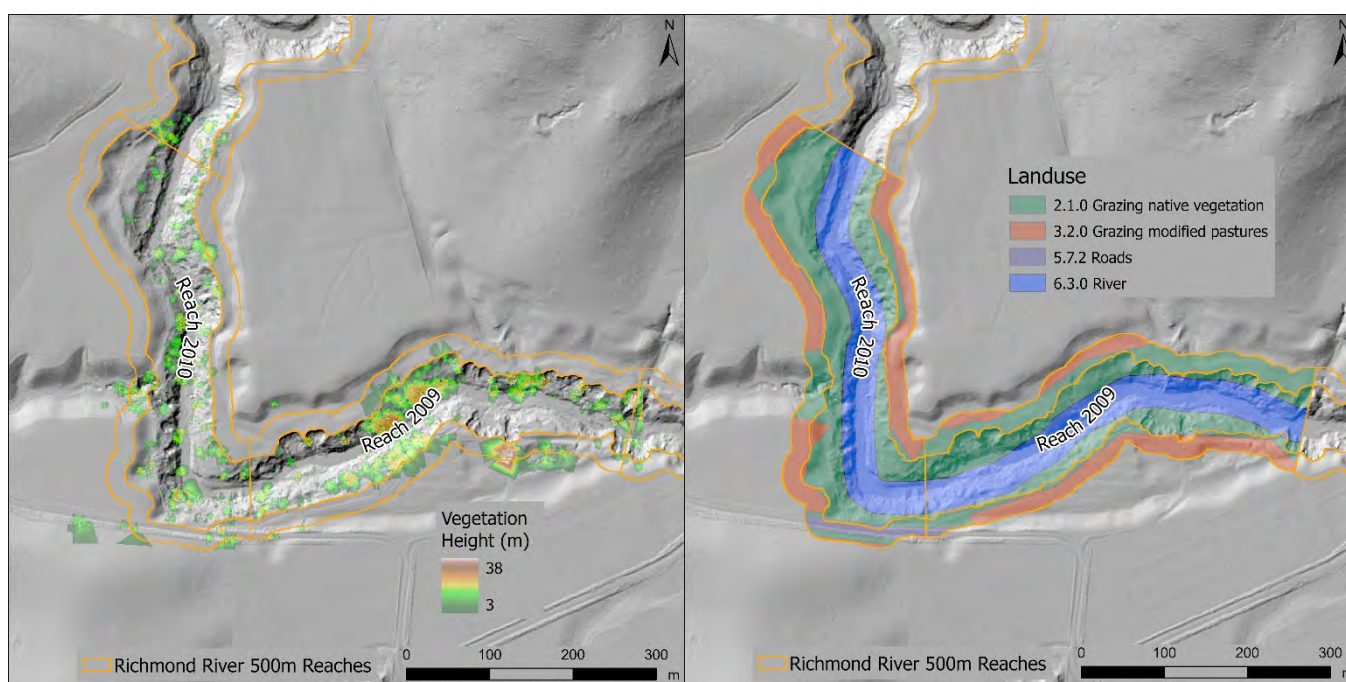 N
Reach 2010
Reach 2009
Vegetation
Height (m)
38
3
Richmond River 500m Reaches
0 100 200 300
m
N
Landuse
2.1.0 Grazing native vegetation
3.2.0 Grazing modified pastures
5.7.2 Roads
6.3.0 River
Reach 2010
Reach 2009
Richmond River 500m Reaches
0 100 200 300
m